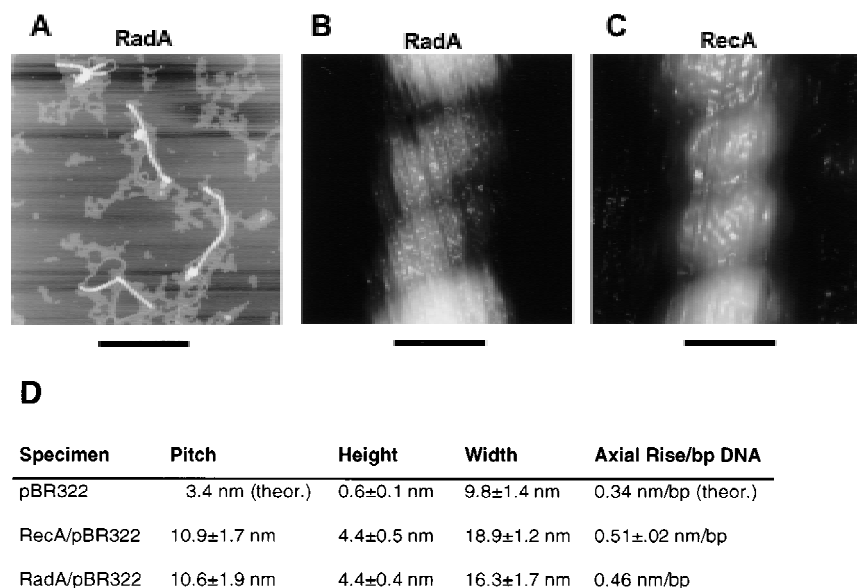 A
RadA
B
RadA
C
RecA
D
Specimen Pitch Height Width Axial Rise/bp DNA
pBR322 3.4 nm (theor.) 0.6±0.1 nm 9.8±1.4 nm 0.34 nm/bp (theor.)
RecA/pBR322 10.9±1.7 nm 4.4±0.5 nm 18.9±1.2 nm 0.51±.02 nm/bp
RadA/pBR322 10.6±1.9 nm 4.4±0.4 nm 16.3±1.7 nm 0.46 nm/bp